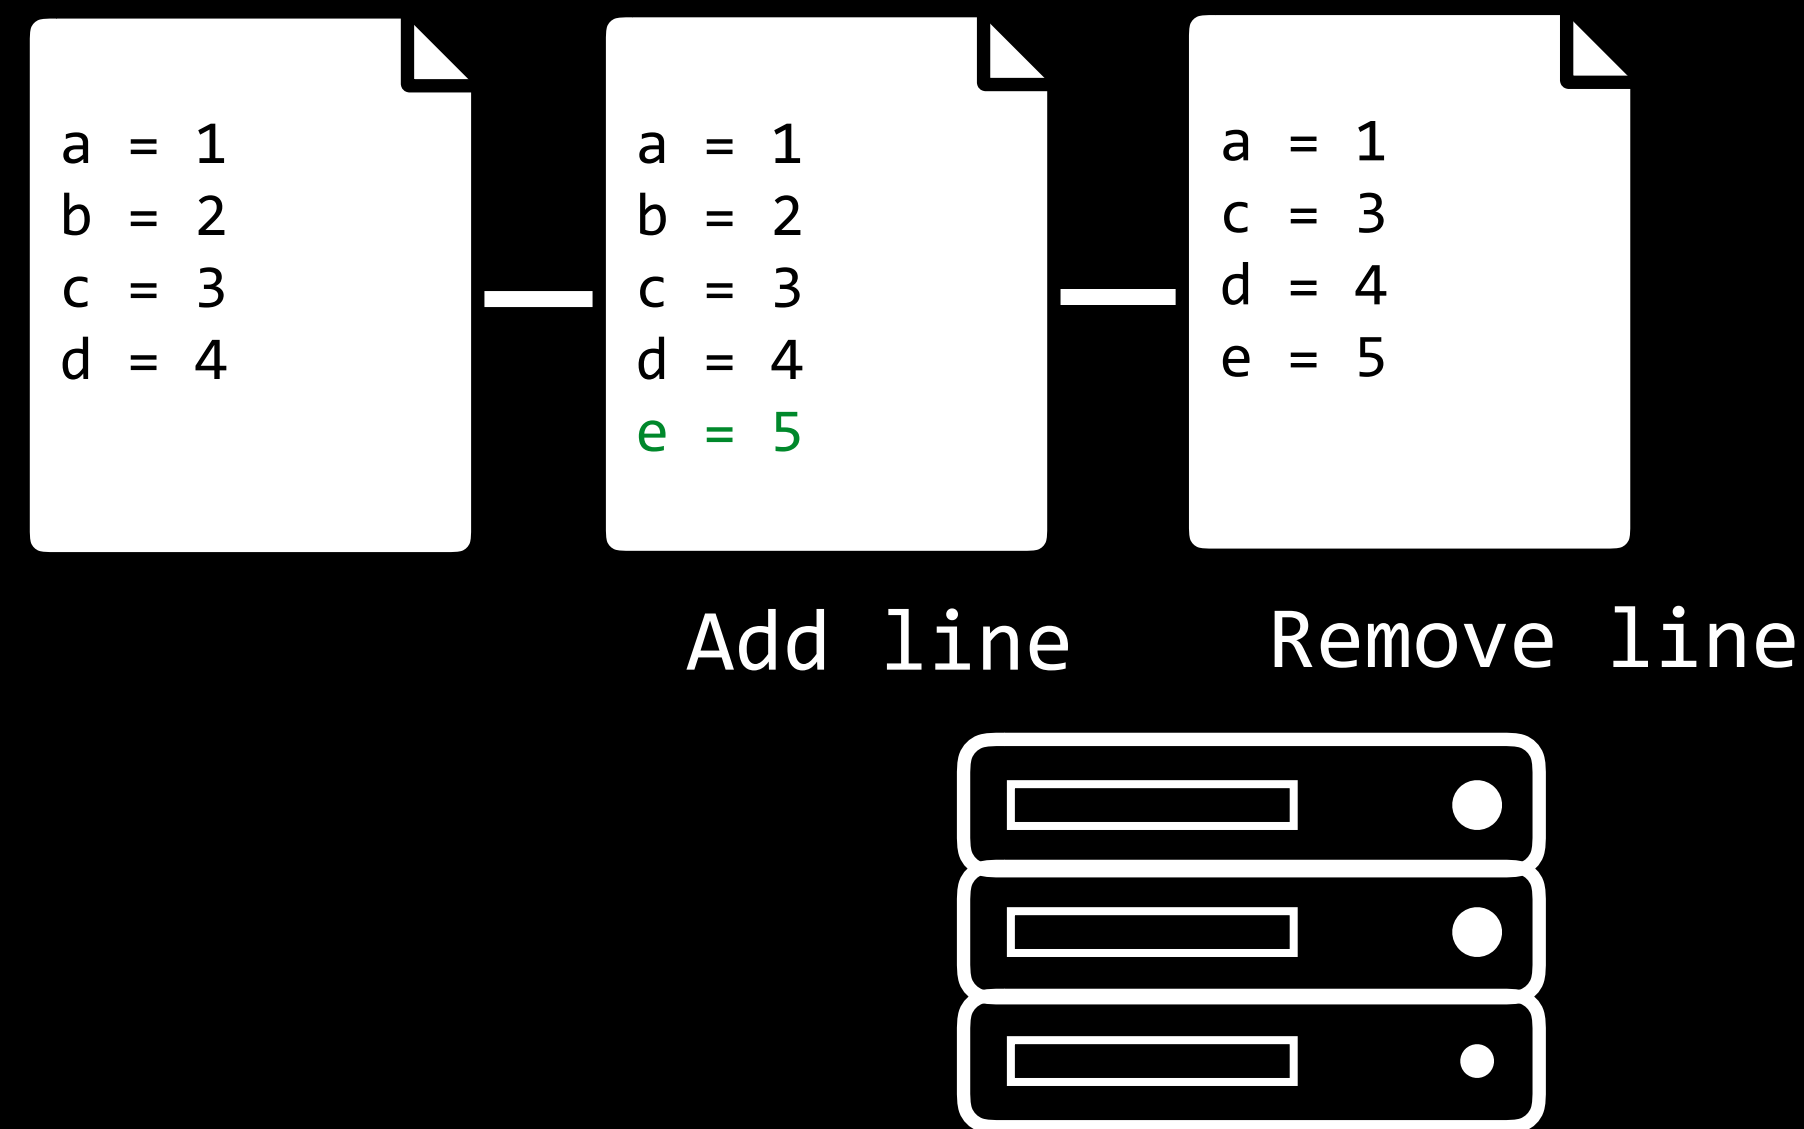 a = 1
b = 2
c = 3
d = 4
a = 1
b = 2
c = 3
d = 4
e = 5
a = 1
c = 3
d = 4
e = 5
Add line
Remove line